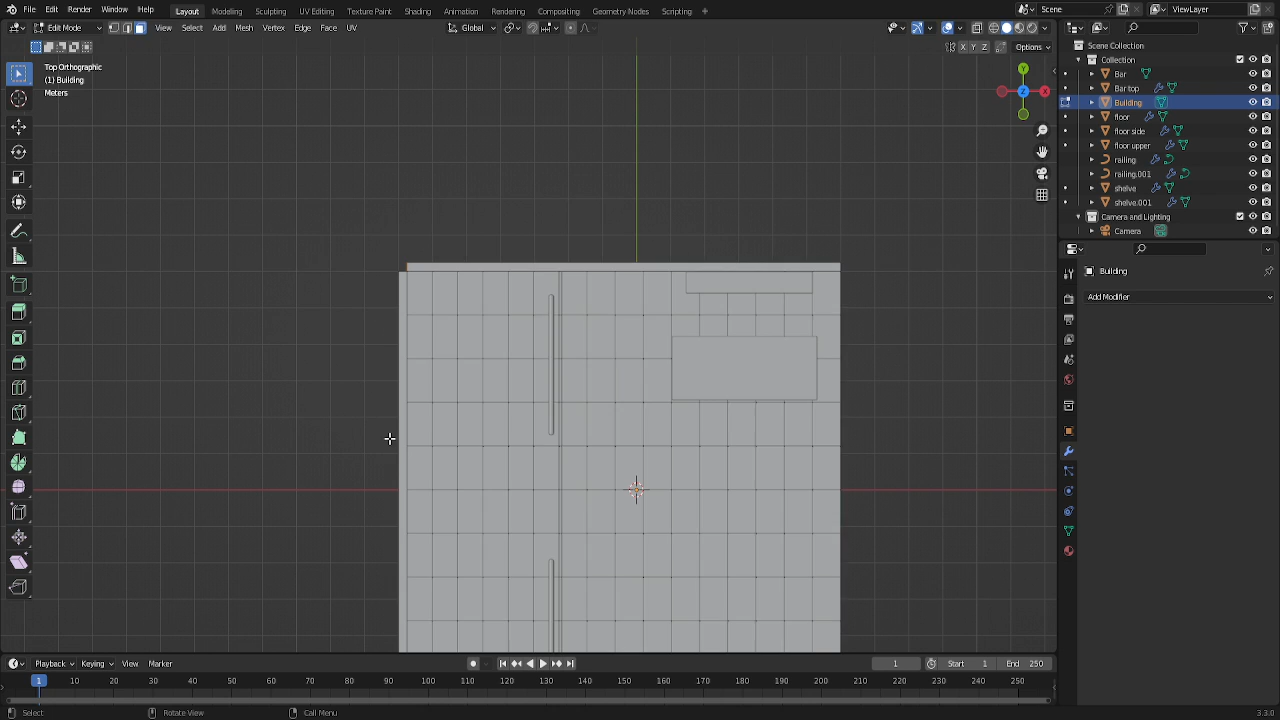 File Edit Render Window Help Layout Modeling Sculpting UV Editing Texture Paint Shading Animation Rendering Compositing Geometry Nodes Scripting + Scene ViewLayer
Edit Mode View Select Add Mesh Vertex Edge Face UV Global
X Y Z Options
Top Orthographic
(1) Building
Meters
Y
Z
X
Scene Collection
Collection
Bar
Bar top
Building
floor
floor side
floor upper
railing
railing.001
shelve
shelve.001
Camera and Lighting
Camera
Building
Add Modifier
Playback Keying View Marker 1 Start 1 End 250
1 10 20 30 40 50 60 70 80 90 100 110 120 130 140 150 160 170 180 190 200 210 220 230 240 250
Select Rotate View Call Menu 3.3.0